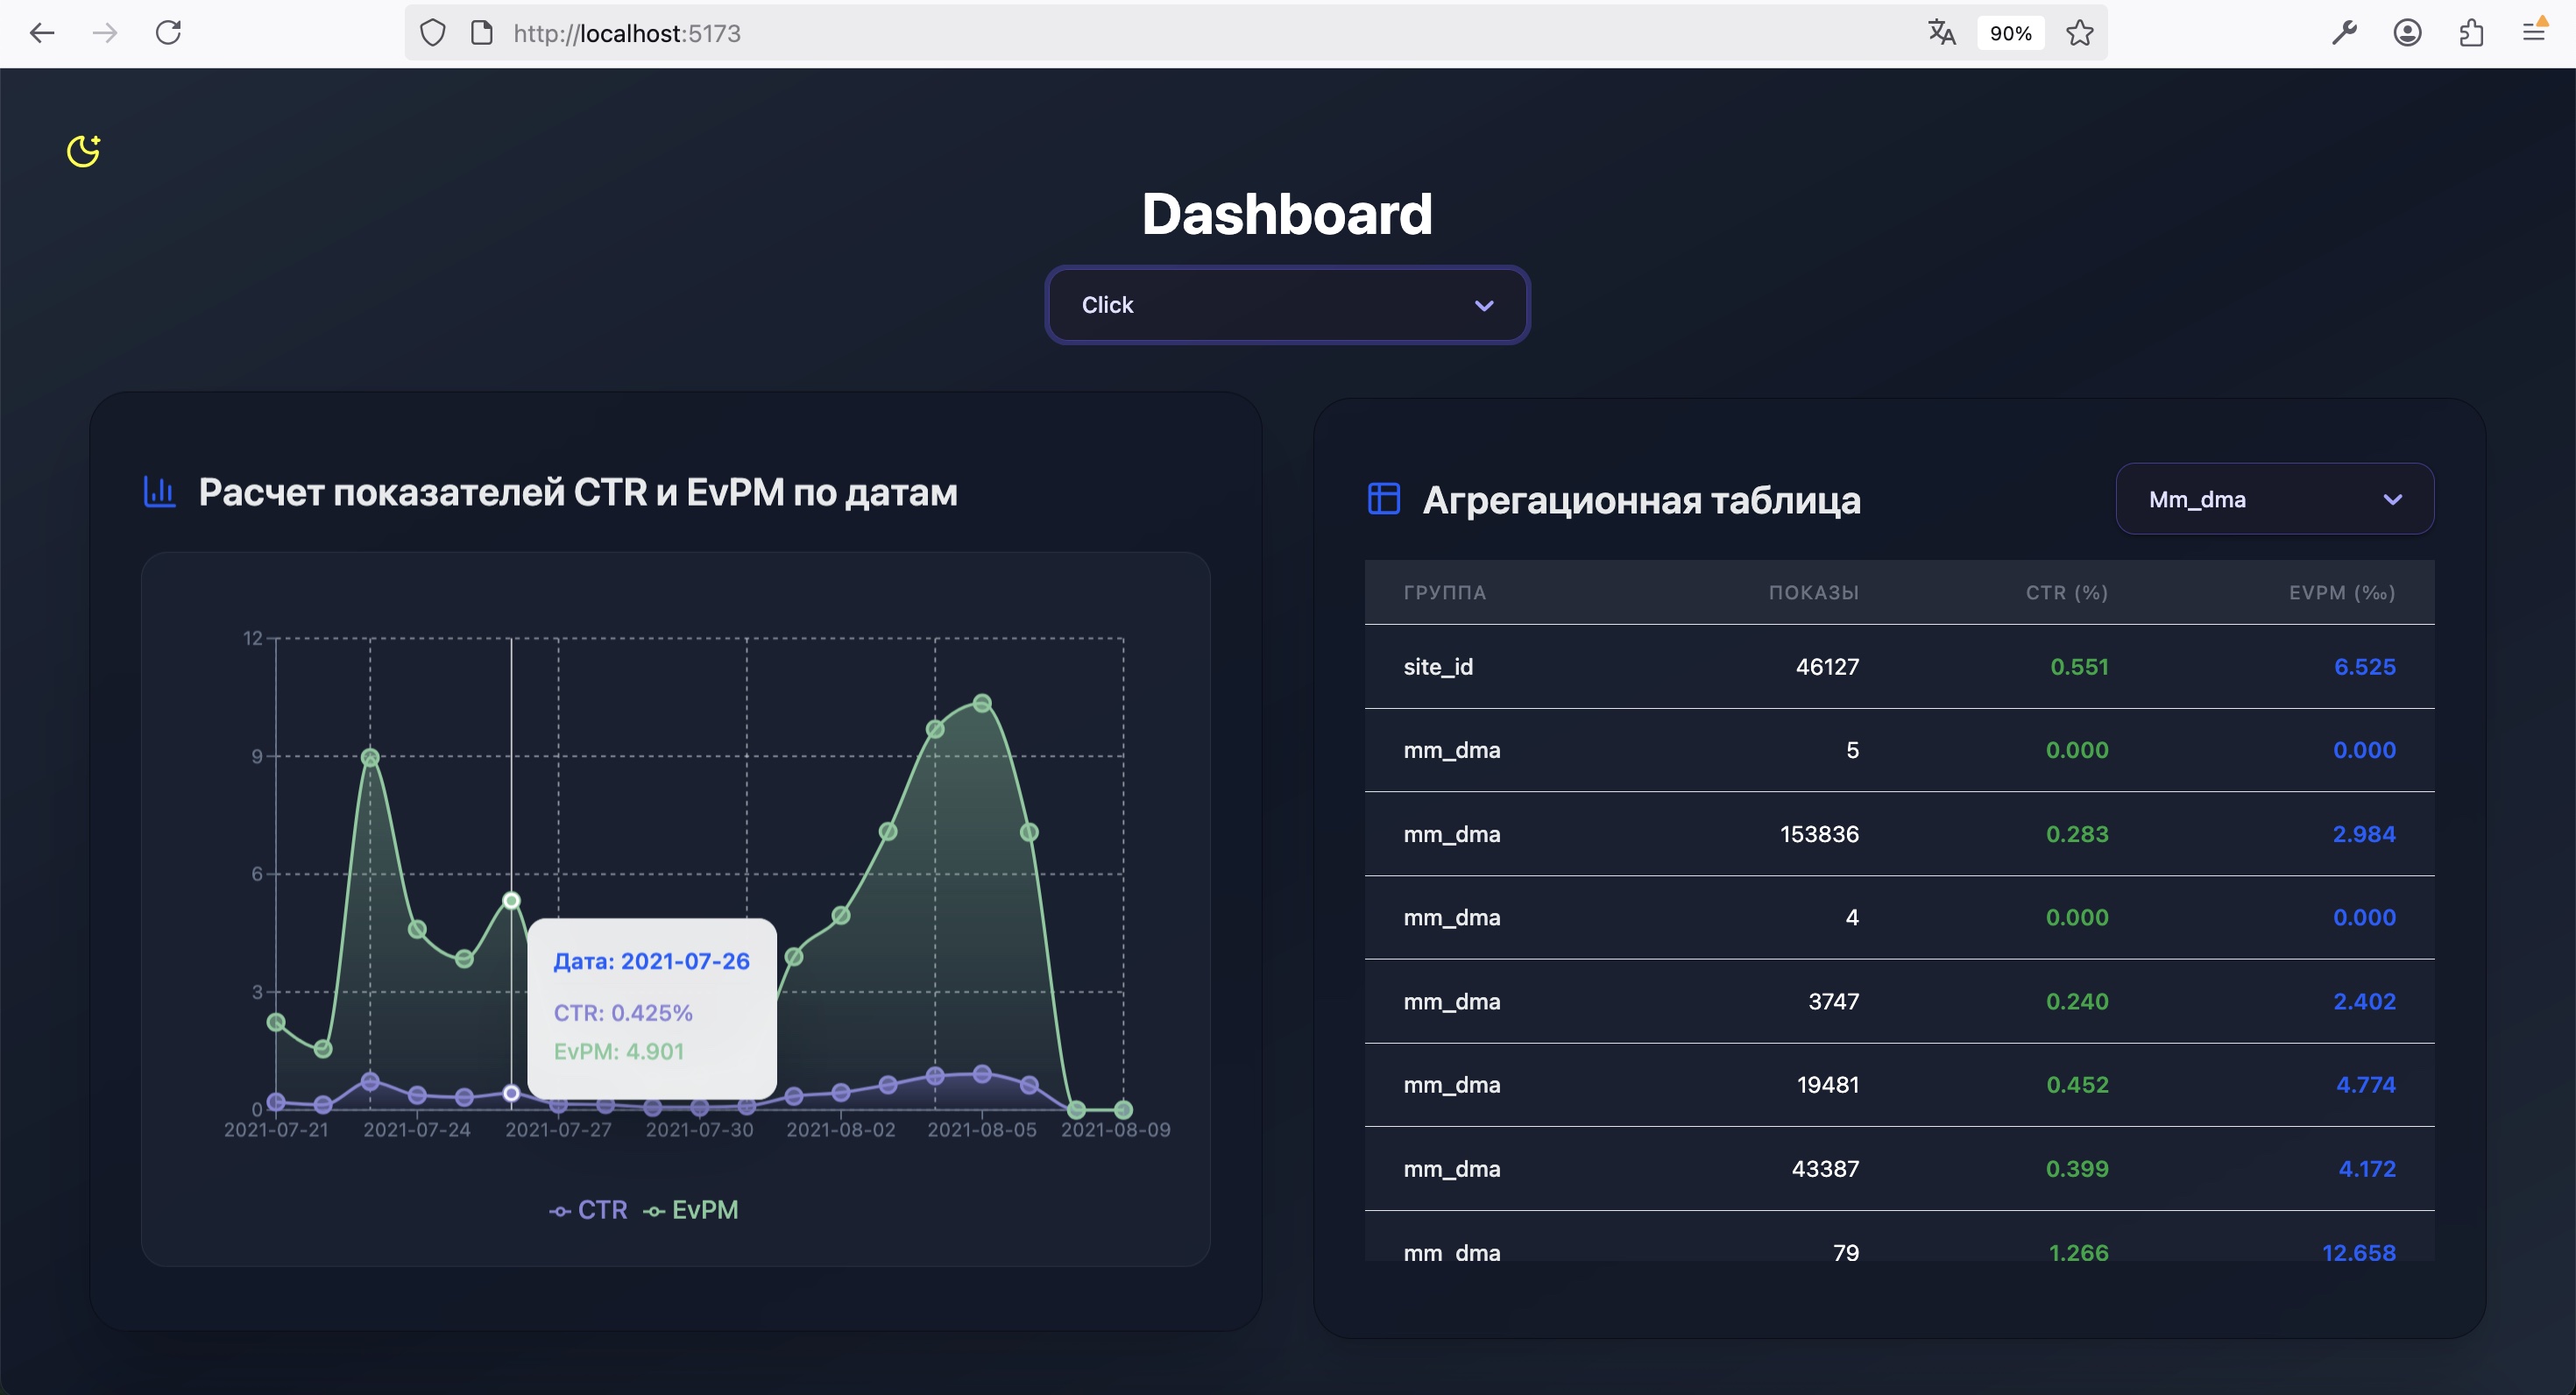 http://localhost:5173
90%
Dashboard
Click
Расчет показателей CTR и EvPM по датам
12
9
6
3
0
Дата: 2021-07-26
CTR: 0.425%
EvPM: 4.901
2021-07-21 2021-07-24 2021-07-27 2021-07-30 2021-08-02 2021-08-05 2021-08-09
CTR EvPM
Агрегационная таблица
Mm_dma
ГРУППА ПОКАЗЫ CTR (%) EVPM (‰)
site_id 46127 0.551 6.525
mm_dma 5 0.000 0.000
mm_dma 153836 0.283 2.984
mm_dma 4 0.000 0.000
mm_dma 3747 0.240 2.402
mm_dma 19481 0.452 4.774
mm_dma 43387 0.399 4.172
mm_dma 79 1.266 12.658